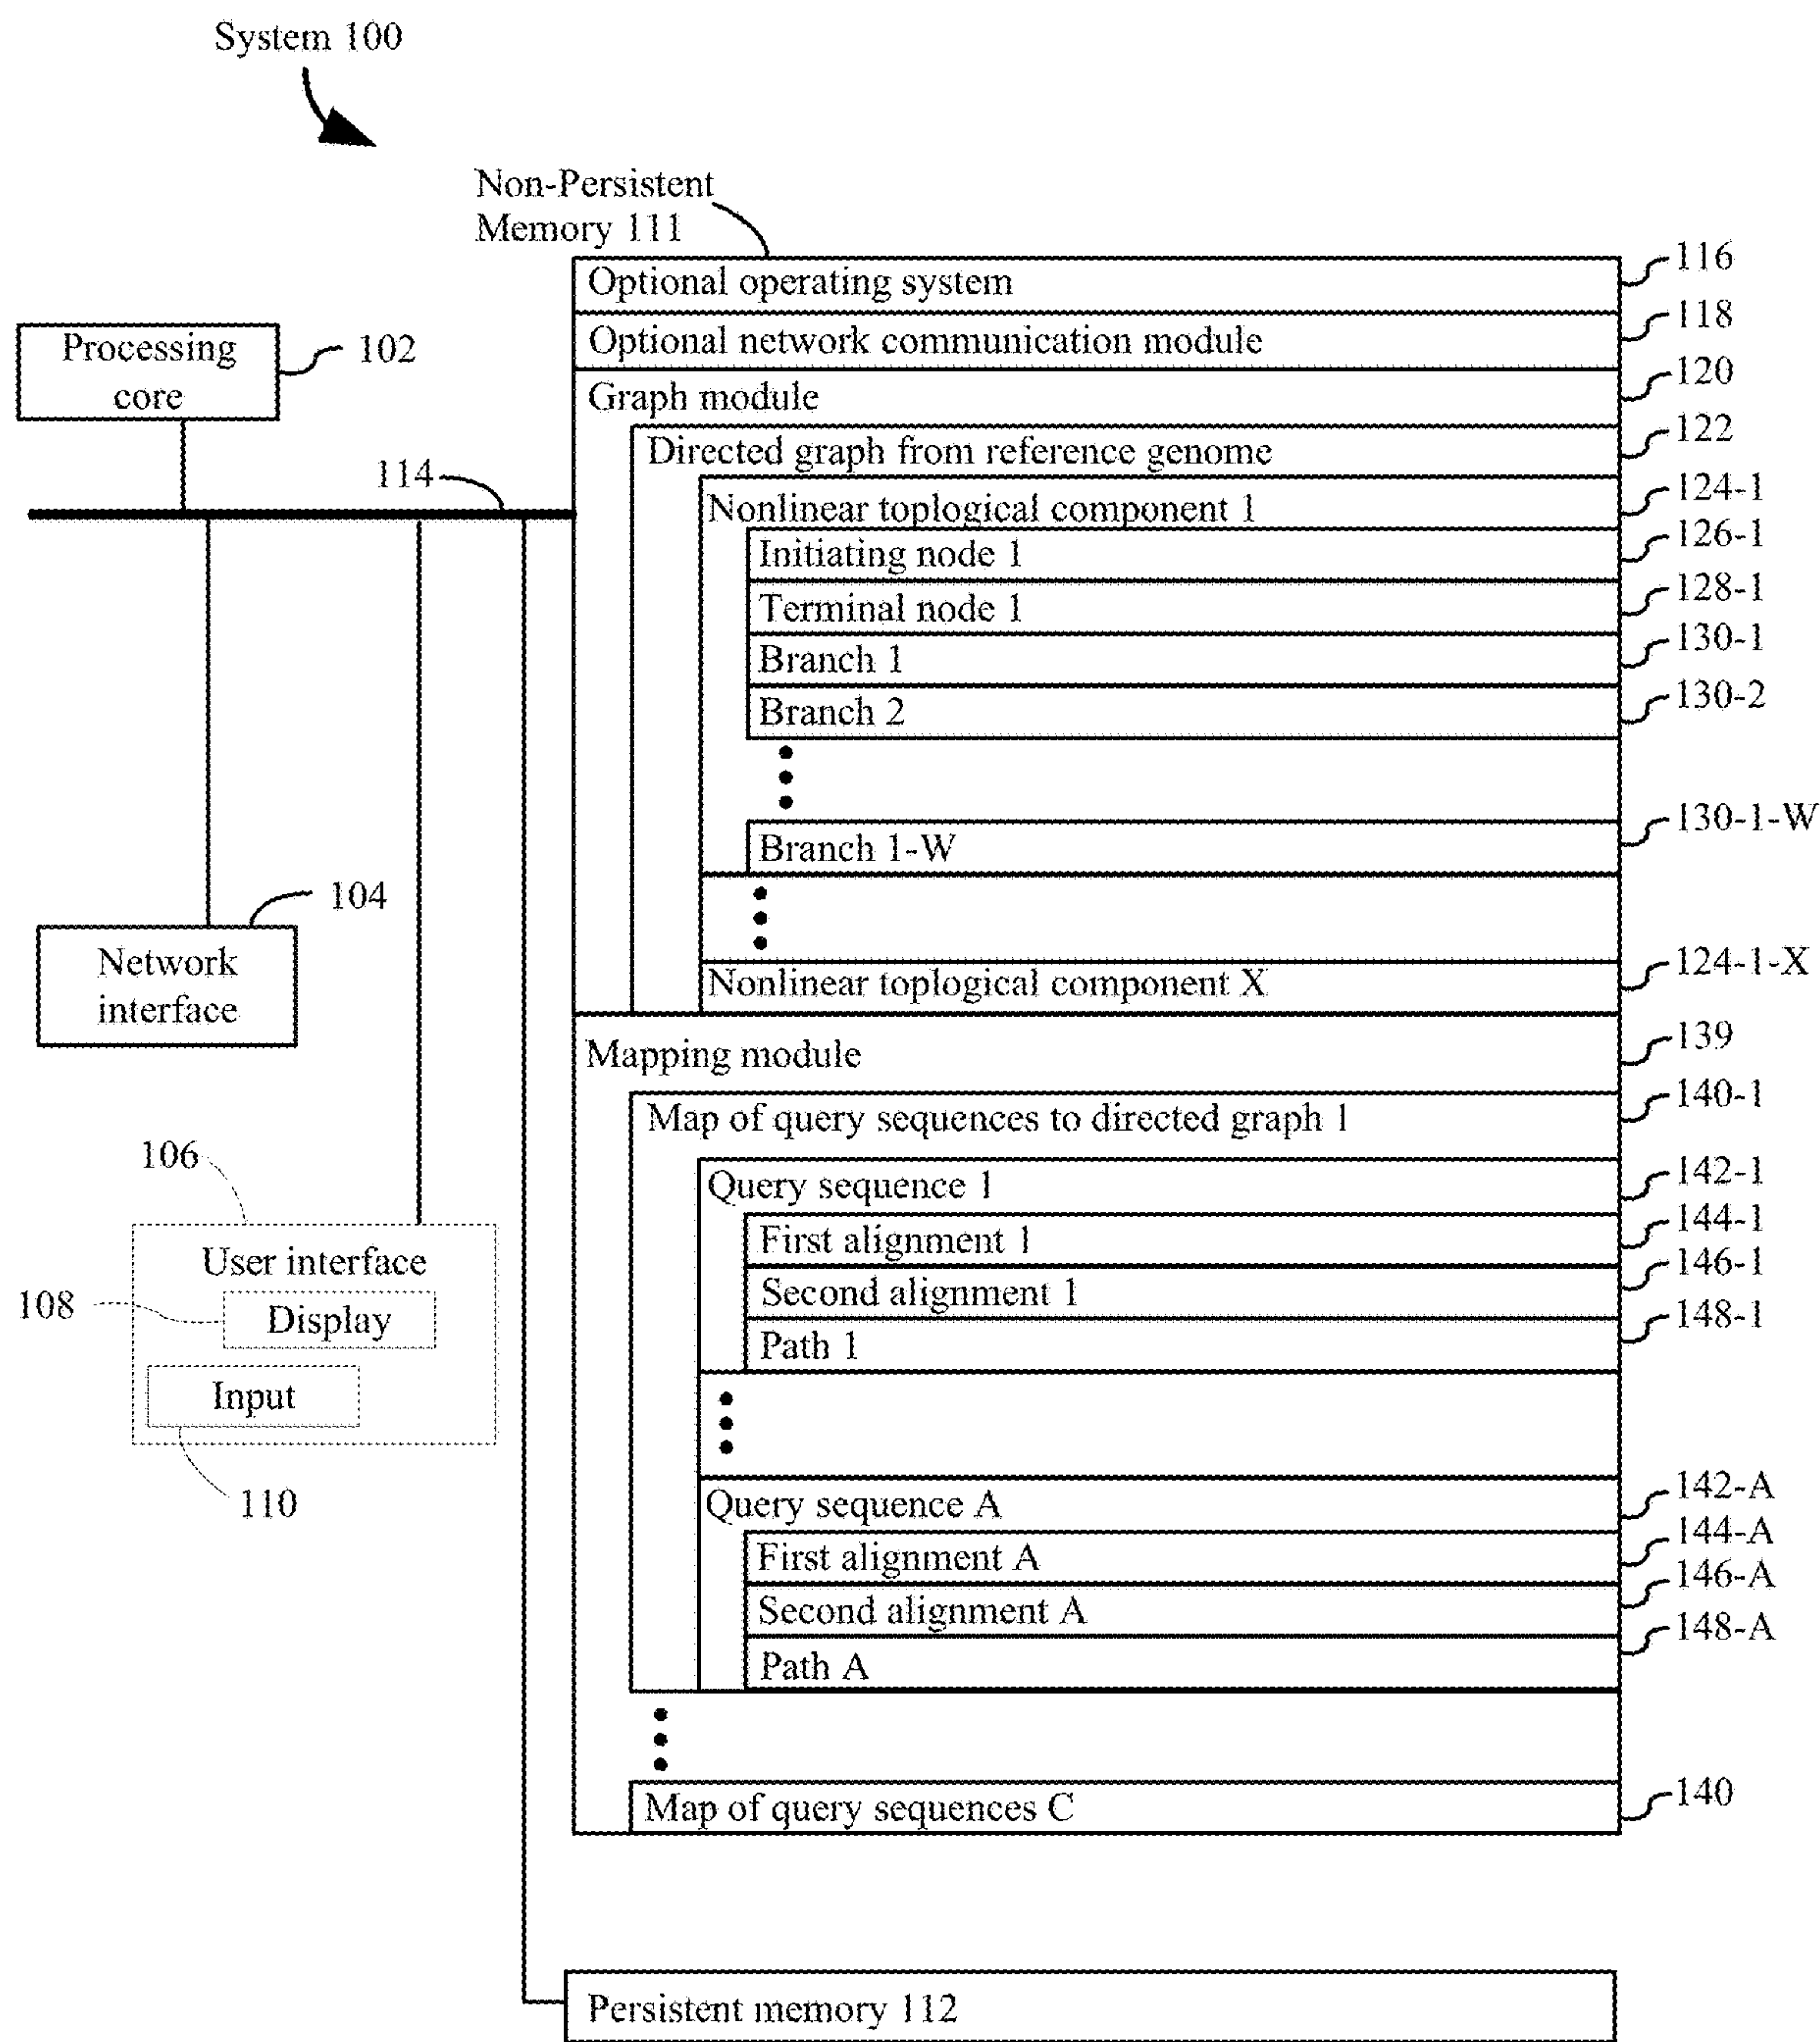 System 100
Non-Persistent
Memory 111
Optional operating system
116
Optional network communication module
118
Processing
core
102
Graph module
120
Directed graph from reference genome
122
114
Nonlinear toplogical component 1
124-1
Initiating node 1
126-1
Terminal node 1
128-1
Branch 1
130-1
Branch 2
130-2
Branch 1-W
130-1-W
104
Network
interface
Nonlinear toplogical component X
124-1-X
Mapping module
139
Map of query sequences to directed graph 1
140-1
106
Query sequence 1
142-1
User interface
First alignment 1
144-1
108
Display
Second alignment 1
146-1
Path 1
148-1
Input
110
Query sequence A
142-A
First alignment A
144-A
Second alignment A
146-A
Path A
148-A
Map of query sequences C
140
Persistent memory 112